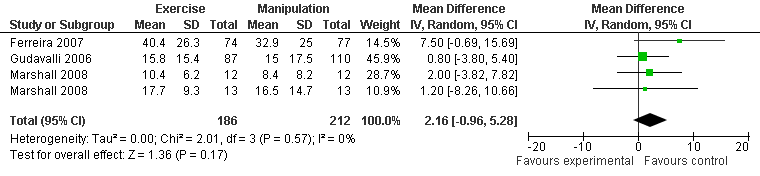 Exercise Manipulation Mean Difference Mean Difference
Study or Subgroup Mean SD Total Mean SD Total Weight IV, Random, 95% CI IV, Random, 95% CI
Ferreira 2007 40.4 26.3 74 32.9 25 77 14.5% 7.50 [-0.69, 15.69]
Gudavalli 2006 15.8 15.4 87 15 17.5 110 45.9% 0.80 [-3.80, 5.40]
Marshall 2008 10.4 6.2 12 8.4 8.2 12 28.7% 2.00 [-3.82, 7.82]
Marshall 2008 17.7 9.3 13 16.5 14.7 13 10.9% 1.20 [-8.26, 10.66]
Total (95% CI) 186 212 100.0% 2.16 [-0.96, 5.28]
Heterogeneity: Tau² = 0.00; Chi² = 2.01, df = 3 (P = 0.57); I² = 0%
Test for overall effect: Z = 1.36 (P = 0.17)
-20 -10 0 10 20
Favours experimental Favours control